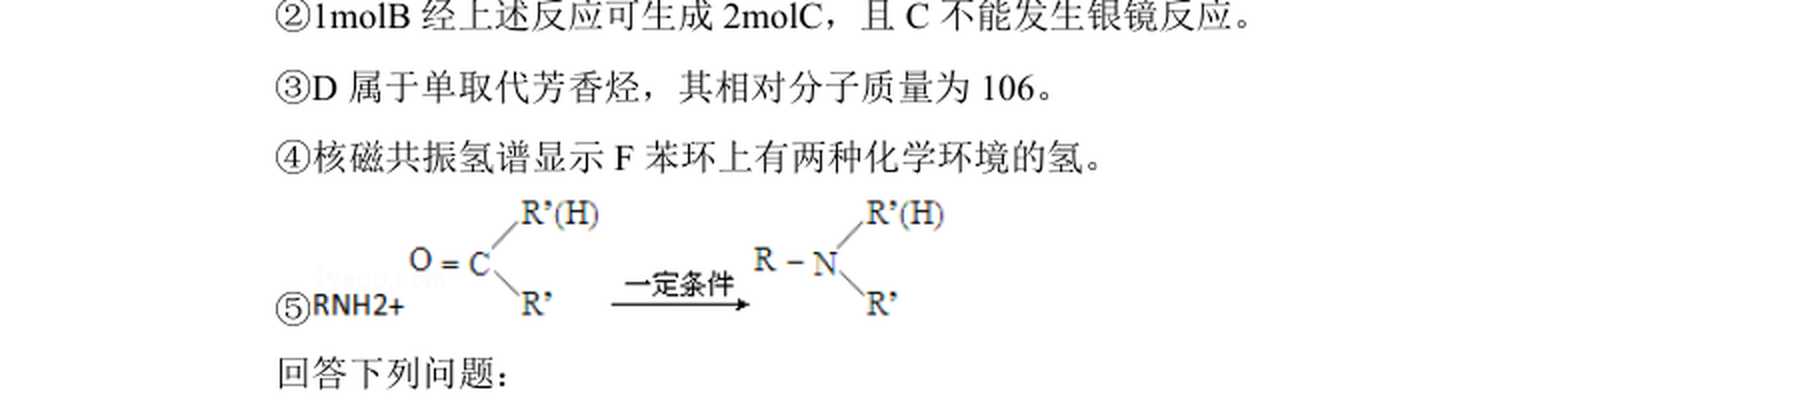 ②1molB 经上述反应可生成 2molC，且 C 不能发生银镜反应。
③D 属于单取代芳香烃，其相对分子质量为 106。
④核磁共振氢谱显示 F 苯环上有两种化学环境的氢。
R’(H) R’(H)
O = C R – N
⑤RNH2+ R’ 一定条件 R’
回答下列问题：